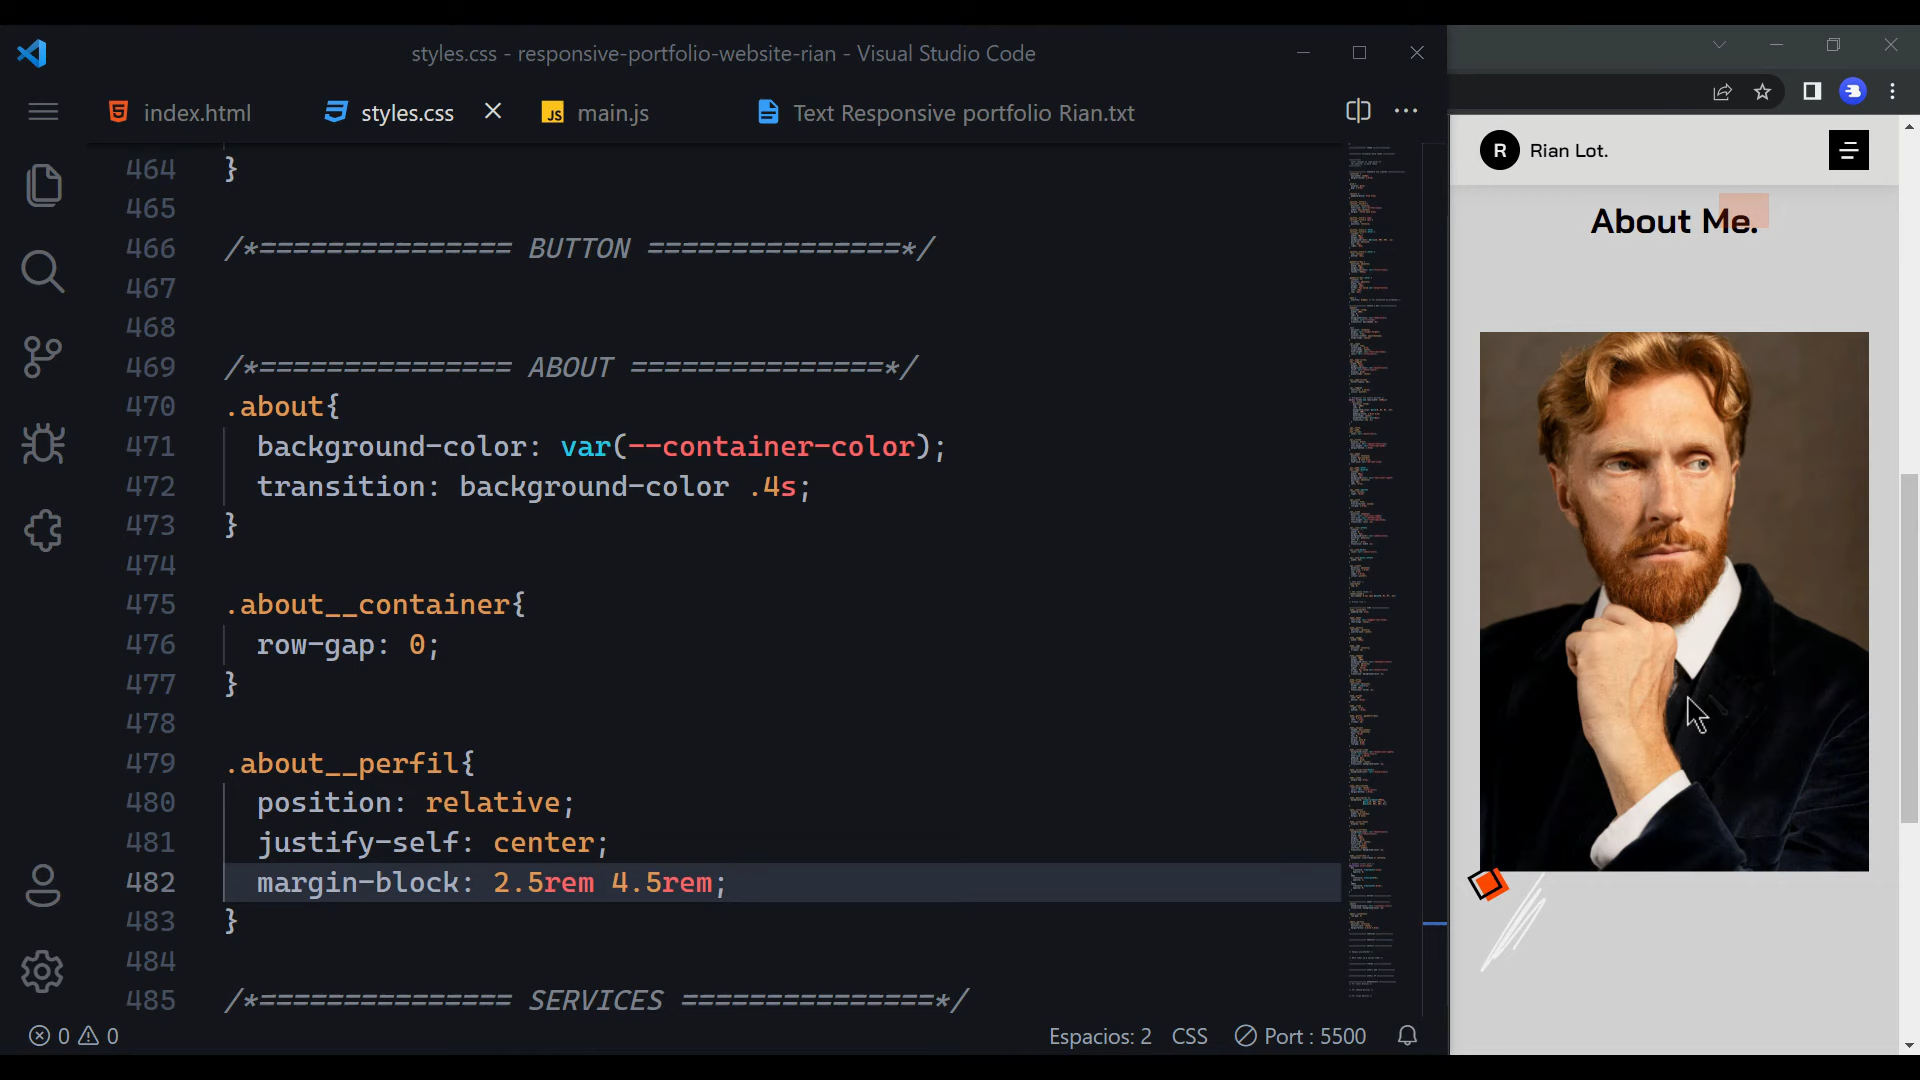 styles.css - responsive-portfolio-website-rian - Visual Studio Code
index.html styles.css JS main.js Text Responsive portfolio Rian.txt
464 }
465
466 /*=============== BUTTON ===============*/
467
468
469 /*=============== ABOUT ===============*/
470 .about{
471 background-color: var(--container-color);
472 transition: background-color .4s;
473 }
474
475 .about__container{
476 row-gap: 0;
477 }
478
479 .about__perfil{
480 position: relative;
481 justify-self: center;
482 margin-block: 2.5rem 4.5rem;
483 }
484
485 /*=============== SERVICES ===============*/
0 0 Espacios: 2 CSS Port : 5500
R Rian Lot.
About Me.